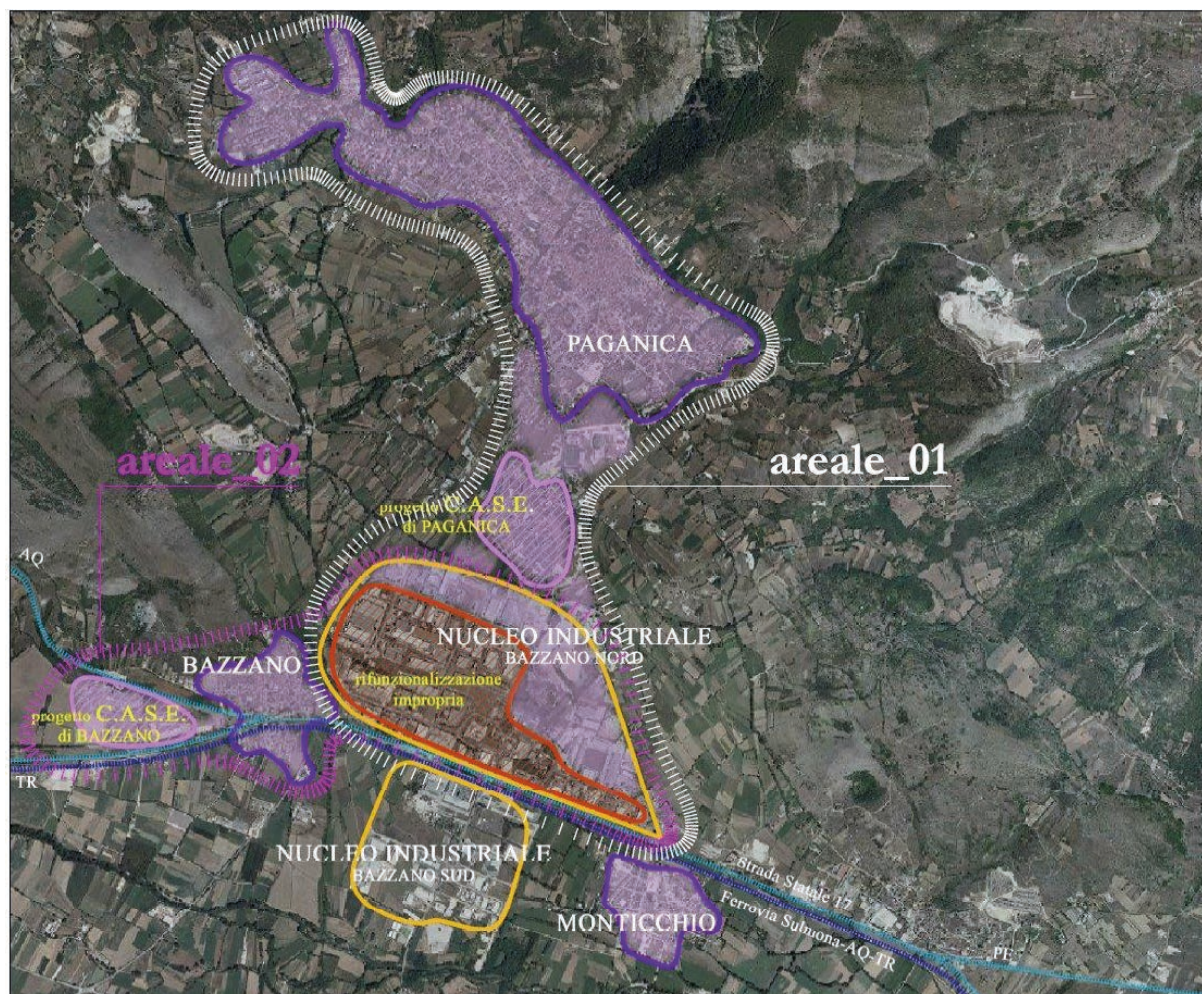 PAGANICA
areale_02
areale_01
progetto C.A.S.E.
di PAGANICA
AQ
NUCLEO INDUSTRIALE
BAZZANO NORD
BAZZANO
rifunzionalizzazione
impropria
progetto C.A.S.E.
di BAZZANO
TR
NUCLEO INDUSTRIALE
BAZZANO SUD
Strada Statale 17
Ferrovia Sulmona-AQ-TR
MONTICCHIO
PE